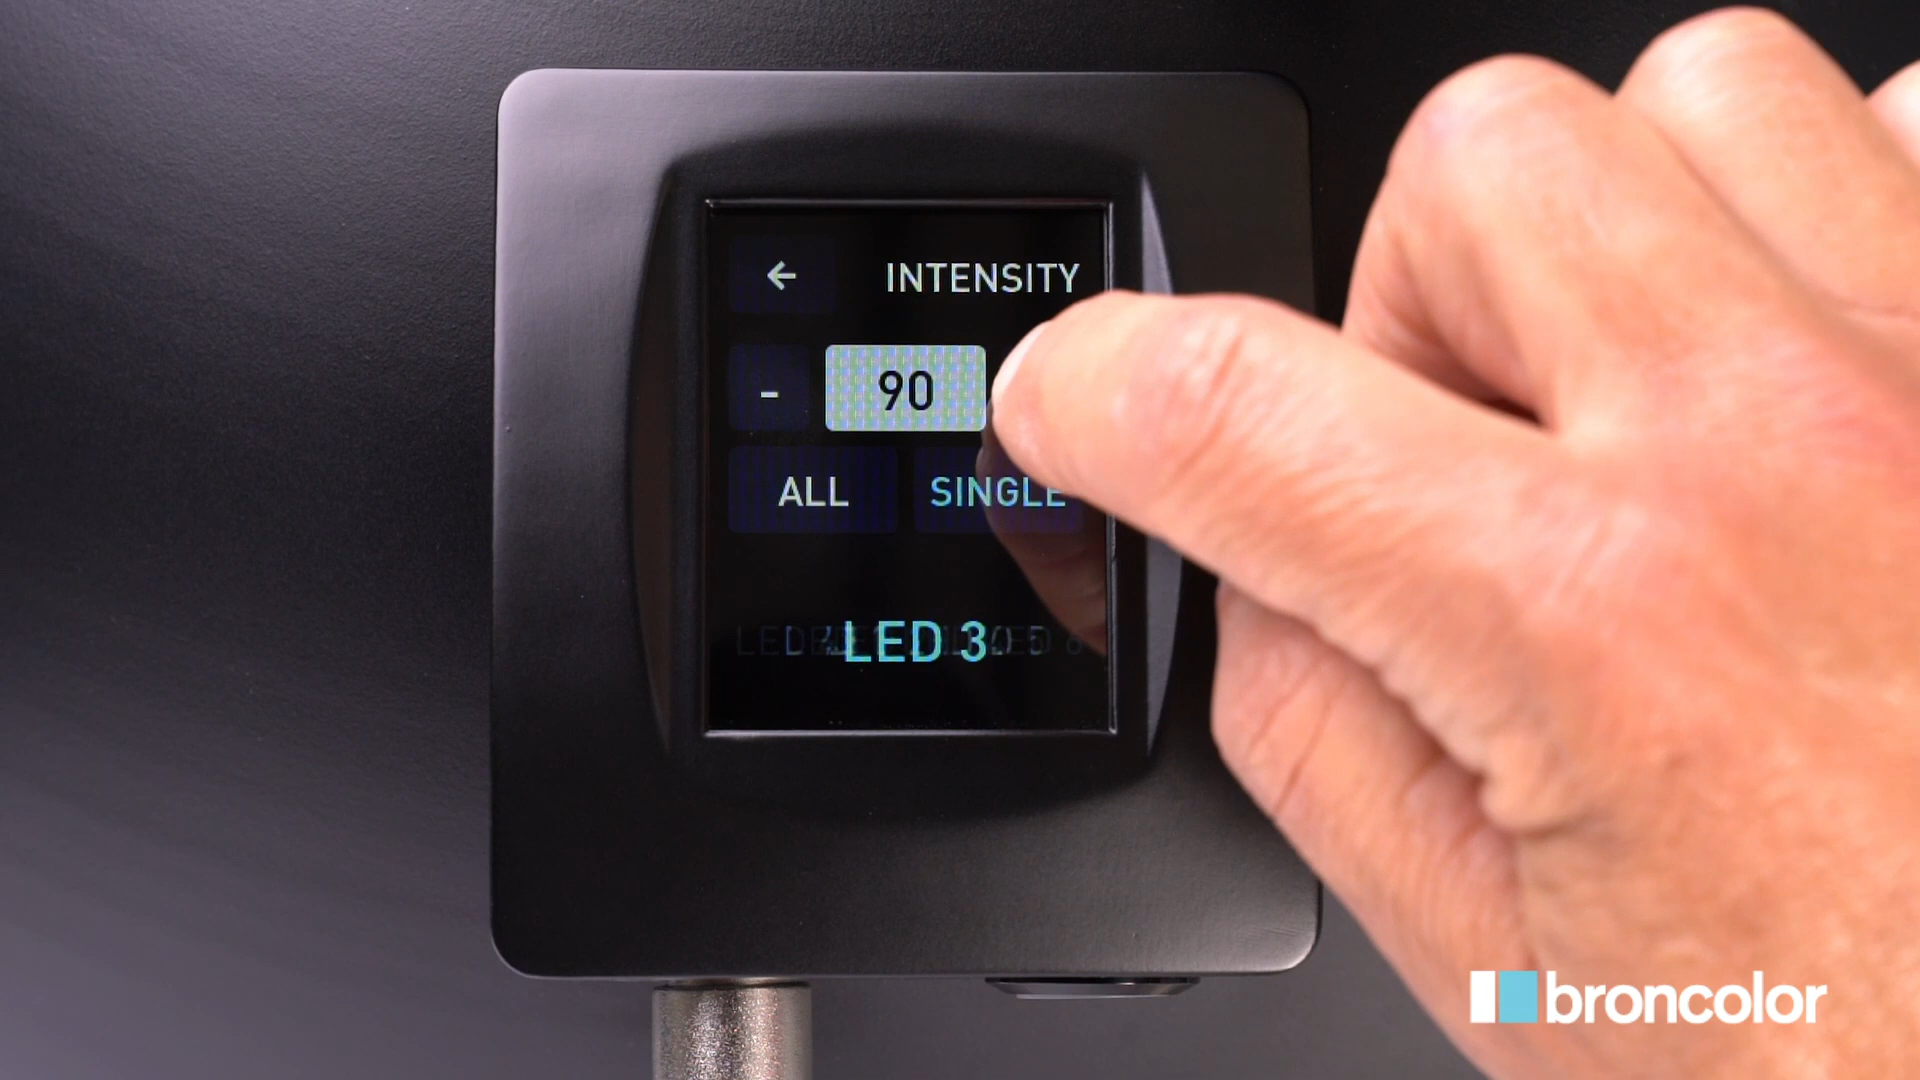 ← INTENSITY
- 90
ALL SINGLE
LED 3
broncolor